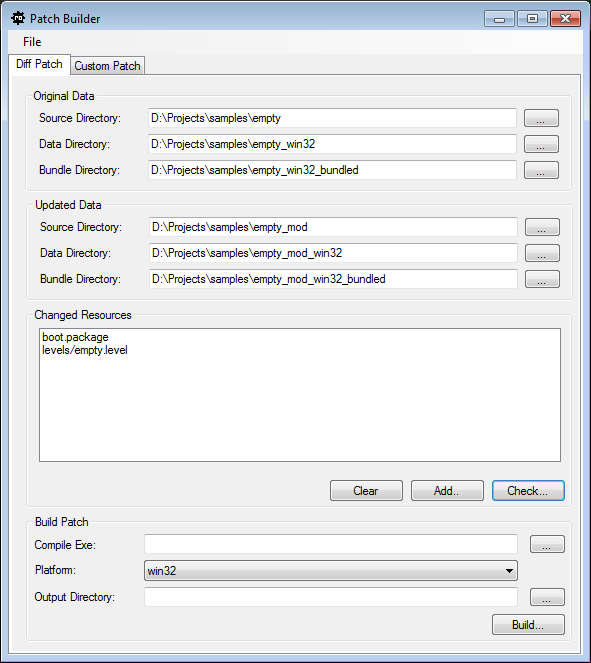 Patch Builder
File
Diff Patch Custom Patch
Original Data
Source Directory: D:\Projects\samples\empty ...
Data Directory: D:\Projects\samples\empty_win32 ...
Bundle Directory: D:\Projects\samples\empty_win32_bundled ...
Updated Data
Source Directory: D:\Projects\samples\empty_mod ...
Data Directory: D:\Projects\samples\empty_mod_win32 ...
Bundle Directory: D:\Projects\samples\empty_mod_win32_bundled ...
Changed Resources
boot.package
levels/empty.level
Clear Add.. Check...
Build Patch
Compile Exe: ...
Platform: win32
Output Directory: ...
Build...